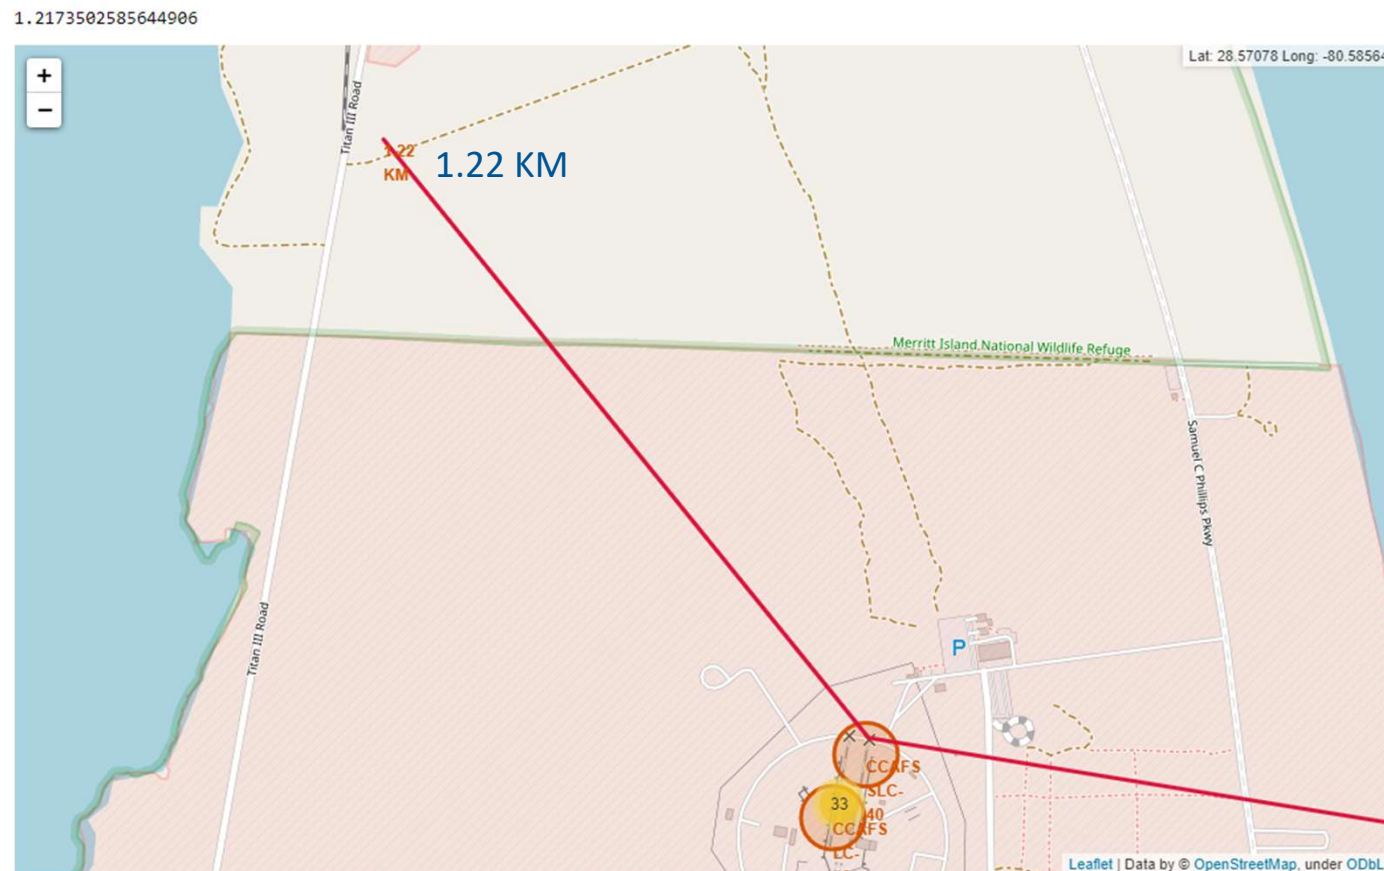 1.2173502585644906
+
Lat: 28.57078 Long: -80.58564
−
Titan III Road
1.22
KM
1.22 KM
Merritt Island National Wildlife Refuge
Samuel C Phillips Pkwy
Titan III Road
P
CCAFS
SLC-
40
33
CCAFS
LC-
Leaflet | Data by © OpenStreetMap, under ODbL